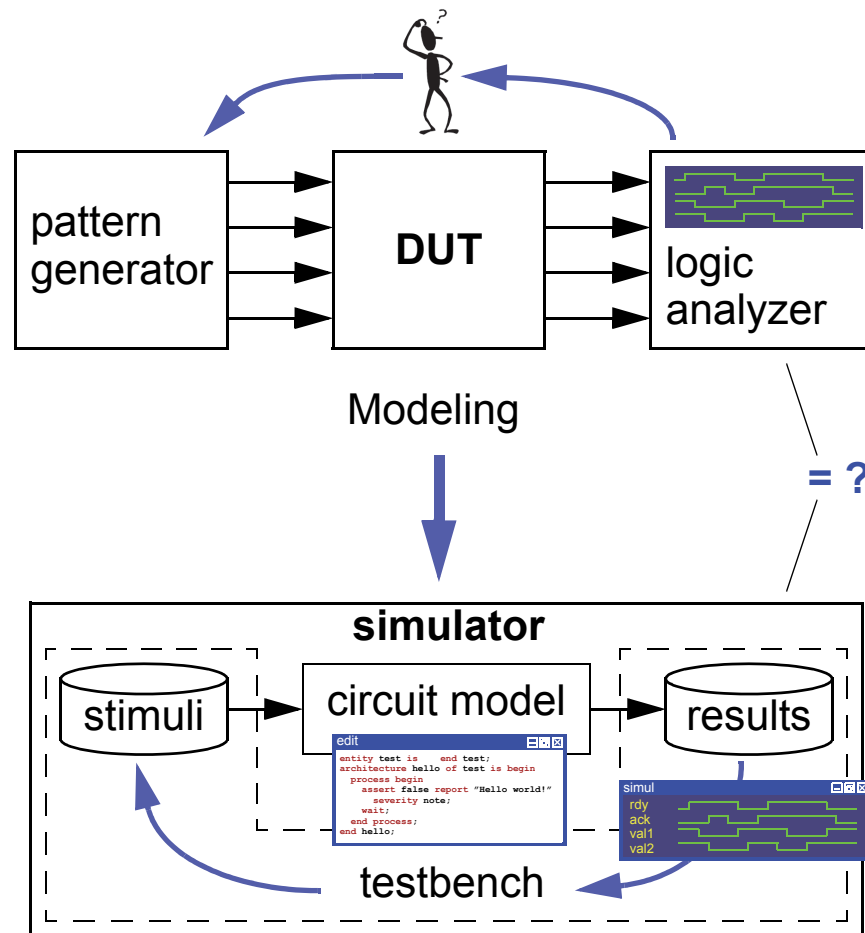 ?
pattern
generator
DUT
logic
analyzer
Modeling
= ?
simulator
stimuli
circuit model
results
edit
entity test is    end test;
architecture hello of test is begin
process begin
assert false report “Hello world!”
severity note;
wait;
end process;
end hello;
simul
rdy
ack
val1
val2
testbench